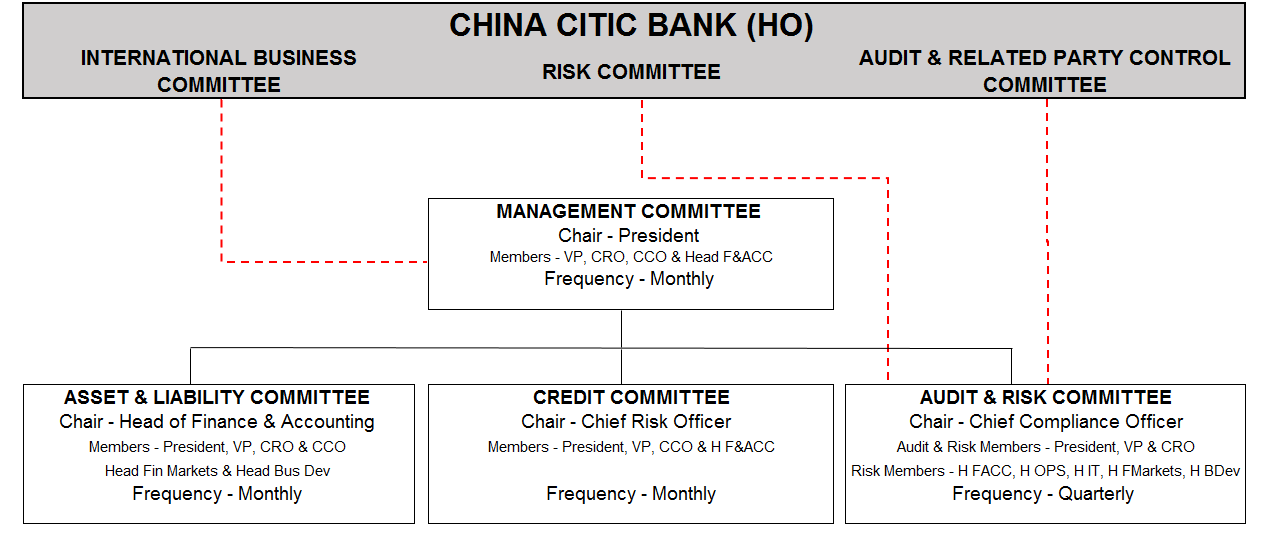 CHINA CITIC BANK (HO)
INTERNATIONAL BUSINESS
COMMITTEE
RISK COMMITTEE
AUDIT & RELATED PARTY CONTROL
COMMITTEE
MANAGEMENT COMMITTEE
Chair - President
Members - VP, CRO, CCO & Head F&ACC
Frequency - Monthly
ASSET & LIABILITY COMMITTEE
Chair - Head of Finance & Accounting
Members - President, VP, CRO & CCO
Head Fin Markets & Head Bus Dev
Frequency - Monthly
CREDIT COMMITTEE
Chair - Chief Risk Officer
Members - President, VP, CCO & H F&ACC
Frequency - Monthly
AUDIT & RISK COMMITTEE
Chair - Chief Compliance Officer
Audit & Risk Members - President, VP & CRO
Risk Members - H FACC, H OPS, H IT, H FMarkets, H BDev
Frequency - Quarterly